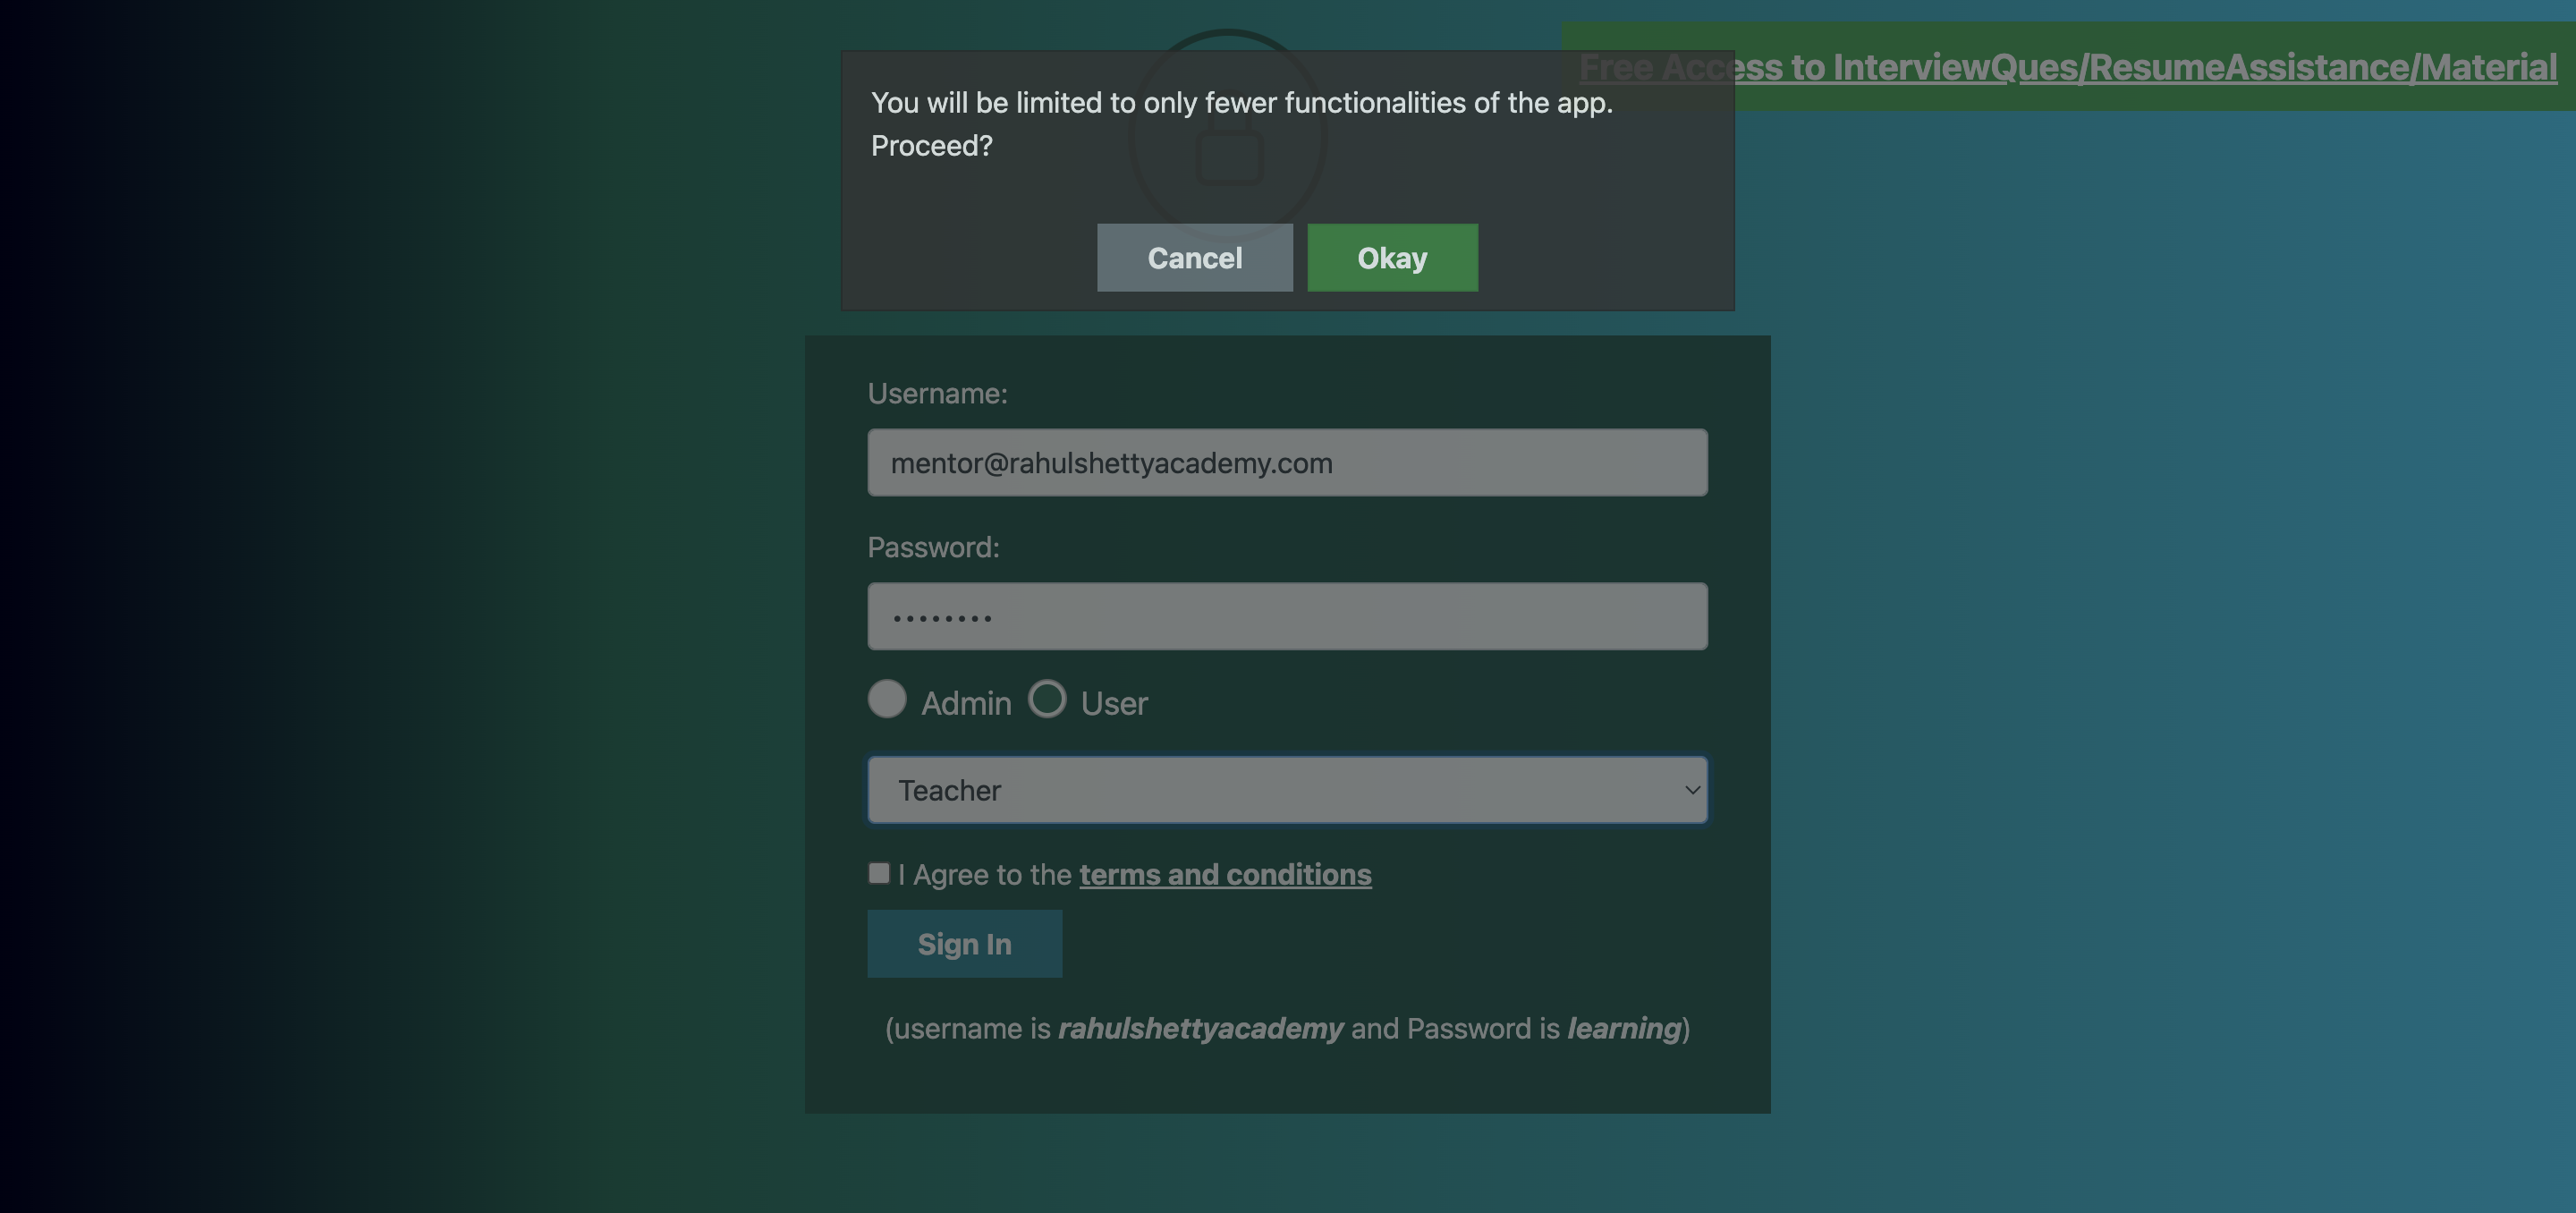 Free Access to InterviewQues/ResumeAssistance/Material
You will be limited to only fewer functionalities of the app.
Proceed?
Cancel Okay
Username:
mentor@rahulshettyacademy.com
Password:
••••••••
Admin User
Teacher
I Agree to the terms and conditions
Sign In
(username is rahulshettyacademy and Password is learning)